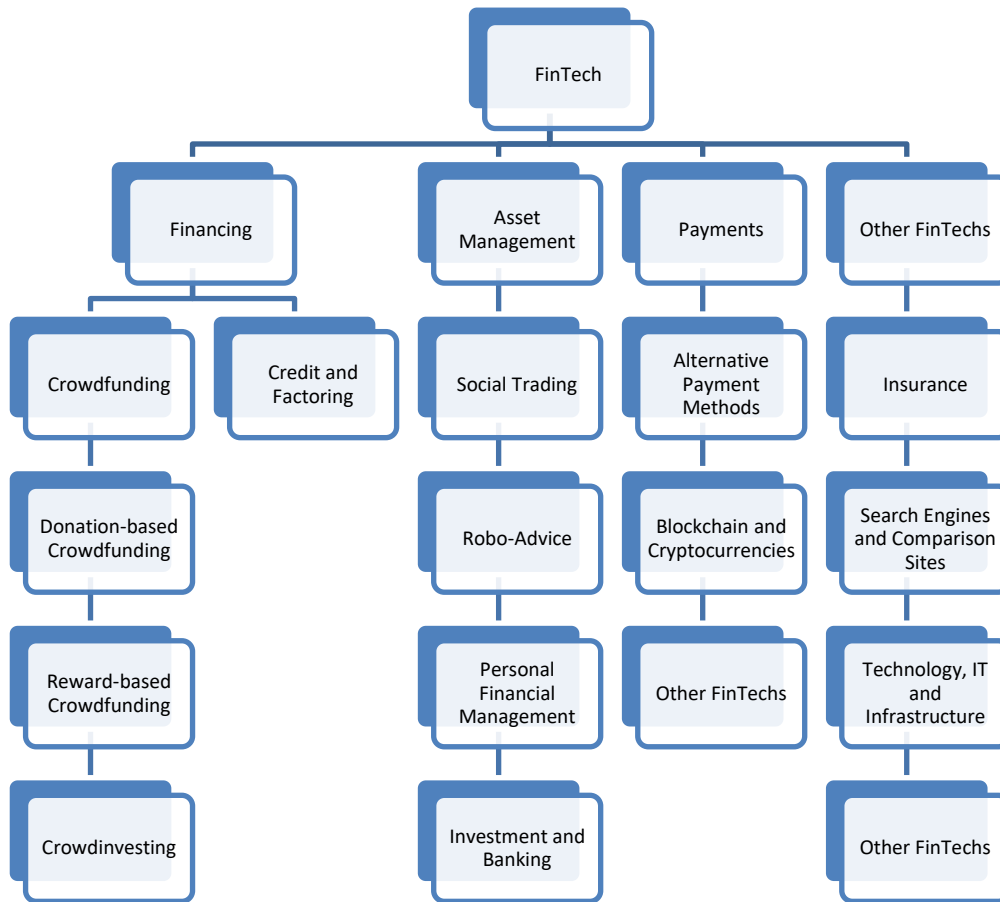 FinTech
Financing
Asset
Management
Payments
Other FinTechs
Crowdfunding
Credit and
Factoring
Social Trading
Alternative
Payment
Methods
Insurance
Donation-based
Crowdfunding
Robo-Advice
Blockchain and
Cryptocurrencies
Search Engines
and Comparison
Sites
Reward-based
Crowdfunding
Personal
Financial
Management
Other FinTechs
Technology, IT
and
Infrastructure
Crowdinvesting
Investment and
Banking
Other FinTechs